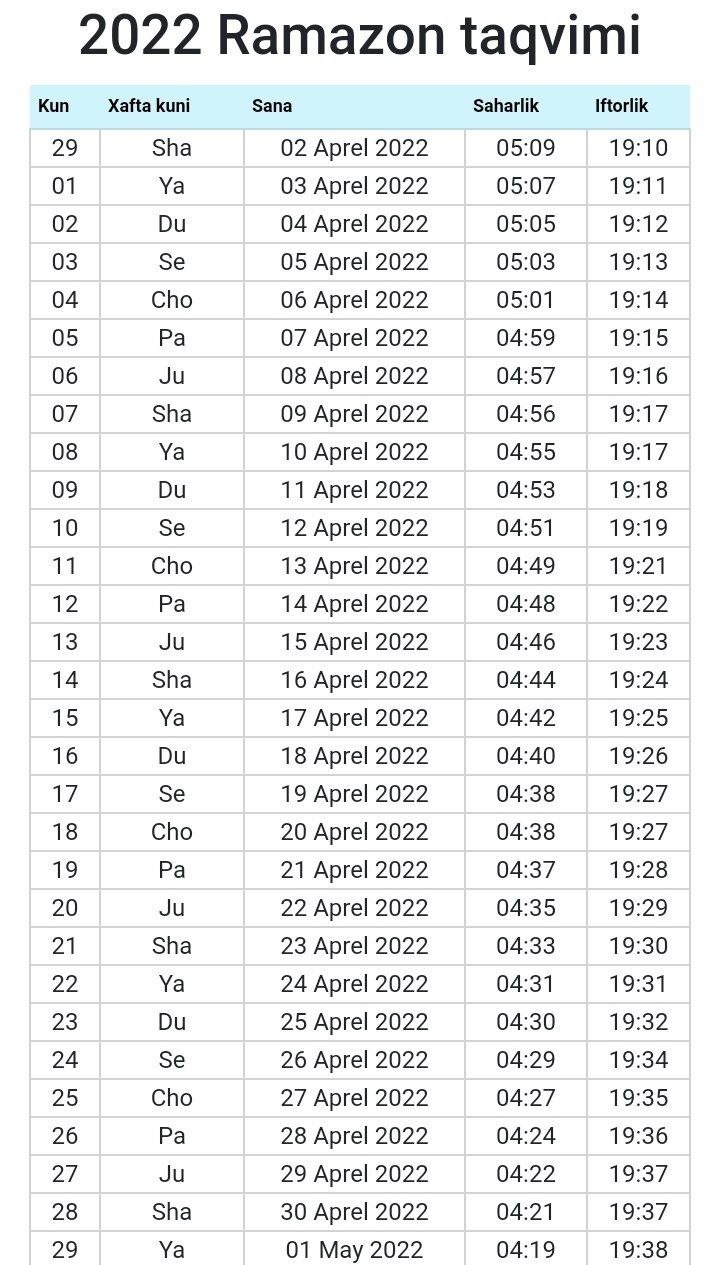 2022 Ramazon taqvimi
Kun Xafta kuni Sana Saharlik Iftorlik
29 Sha 02 Aprel 2022 05:09 19:10
01 Ya 03 Aprel 2022 05:07 19:11
02 Du 04 Aprel 2022 05:05 19:12
03 Se 05 Aprel 2022 05:03 19:13
04 Cho 06 Aprel 2022 05:01 19:14
05 Pa 07 Aprel 2022 04:59 19:15
06 Ju 08 Aprel 2022 04:57 19:16
07 Sha 09 Aprel 2022 04:56 19:17
08 Ya 10 Aprel 2022 04:55 19:17
09 Du 11 Aprel 2022 04:53 19:18
10 Se 12 Aprel 2022 04:51 19:19
11 Cho 13 Aprel 2022 04:49 19:21
12 Pa 14 Aprel 2022 04:48 19:22
13 Ju 15 Aprel 2022 04:46 19:23
14 Sha 16 Aprel 2022 04:44 19:24
15 Ya 17 Aprel 2022 04:42 19:25
16 Du 18 Aprel 2022 04:40 19:26
17 Se 19 Aprel 2022 04:38 19:27
18 Cho 20 Aprel 2022 04:38 19:27
19 Pa 21 Aprel 2022 04:37 19:28
20 Ju 22 Aprel 2022 04:35 19:29
21 Sha 23 Aprel 2022 04:33 19:30
22 Ya 24 Aprel 2022 04:31 19:31
23 Du 25 Aprel 2022 04:30 19:32
24 Se 26 Aprel 2022 04:29 19:34
25 Cho 27 Aprel 2022 04:27 19:35
26 Pa 28 Aprel 2022 04:24 19:36
27 Ju 29 Aprel 2022 04:22 19:37
28 Sha 30 Aprel 2022 04:21 19:37
29 Ya 01 May 2022 04:19 19:38